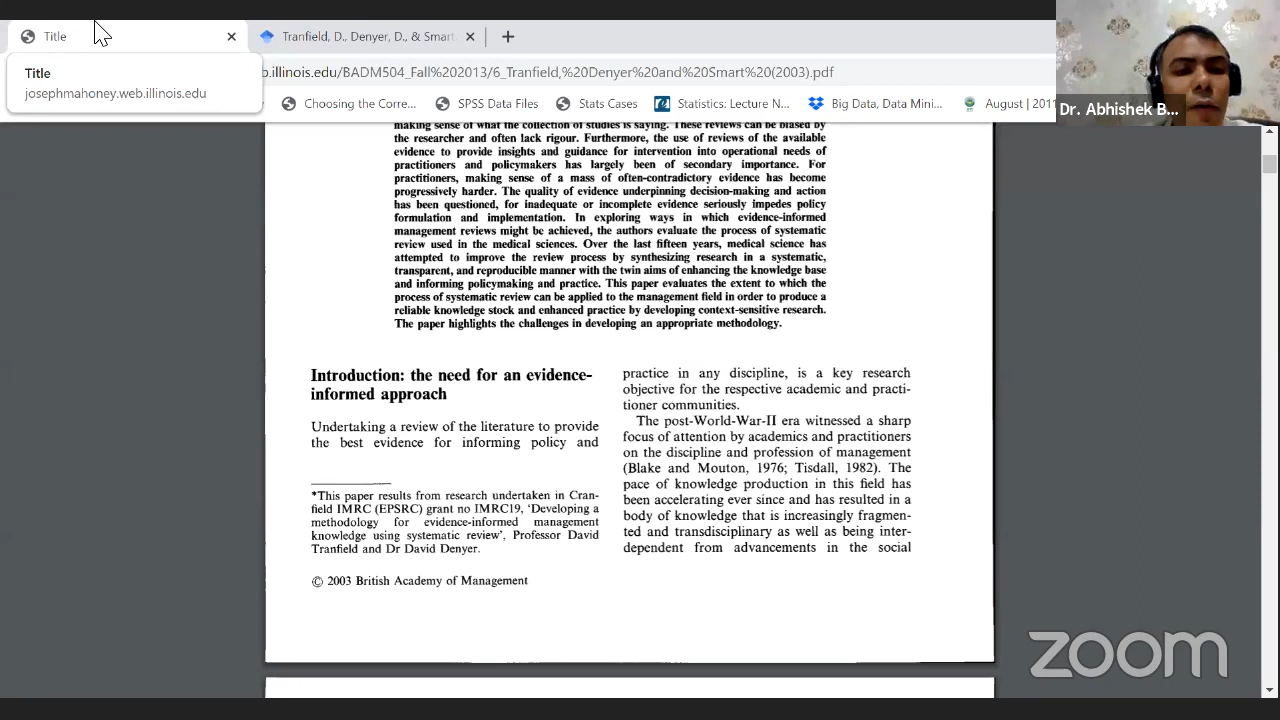 Title
Tranfield, D., Denyer, D., & Smart
Title
josephmahoney.web.illinois.edu
b.illinois.edu/BADM504_Fall%202013/6_Tranfield,%20Denyer%20and%20Smart%20(2003).pdf
Choosing the Corre...
SPSS Data Files
Stats Cases
Statistics: Lecture N...
Big Data, Data Mini...
August | 201
Dr. Abhishek B...
making sense of what the collection of studies is saying. These reviews can be biased by
the researcher and often lack rigour. Furthermore, the use of reviews of the available
evidence to provide insights and guidance for intervention into operational needs of
practitioners and policymakers has largely been of secondary importance. For
practitioners, making sense of a mass of often-contradictory evidence has become
progressively harder. The quality of evidence underpinning decision-making and action
has been questioned, for inadequate or incomplete evidence seriously impedes policy
formulation and implementation. In exploring ways in which evidence-informed
management reviews might be achieved, the authors evaluate the process of systematic
review used in the medical sciences. Over the last fifteen years, medical science has
attempted to improve the review process by synthesizing research in a systematic,
transparent, and reproducible manner with the twin aims of enhancing the knowledge base
and informing policymaking and practice. This paper evaluates the extent to which the
process of systematic review can be applied to the management field in order to produce a
reliable knowledge stock and enhanced practice by developing context-sensitive research.
The paper highlights the challenges in developing an appropriate methodology.
Introduction: the need for an evidence-
informed approach
Undertaking a review of the literature to provide
the best evidence for informing policy and
*This paper results from research undertaken in Cran-
field IMRC (EPSRC) grant no IMRC19, 'Developing a
methodology for evidence-informed management
knowledge using systematic review', Professor David
Tranfield and Dr David Denyer.
© 2003 British Academy of Management
practice in any discipline, is a key research
objective for the respective academic and practi-
tioner communities.
The post-World-War-II era witnessed a sharp
focus of attention by academics and practitioners
on the discipline and profession of management
(Blake and Mouton, 1976; Tisdall, 1982). The
pace of knowledge production in this field has
been accelerating ever since and has resulted in a
body of knowledge that is increasingly fragmen-
ted and transdisciplinary as well as being inter-
dependent from advancements in the social
zoom